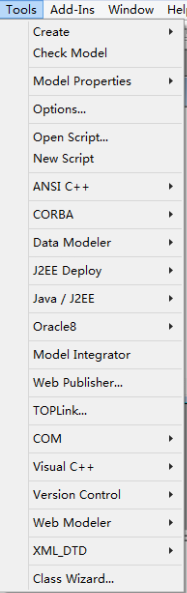 Tools Add-Ins Window
Create
Check Model
Model Properties
Options...
Open Script...
New Script
ANSI C++
CORBA
Data Modeler
J2EE Deploy
Java / J2EE
Oracle8
Model Integrator
Web Publisher...
TOPLink...
COM
Visual C++
Version Control
Web Modeler
XML_DTD
Class Wizard...